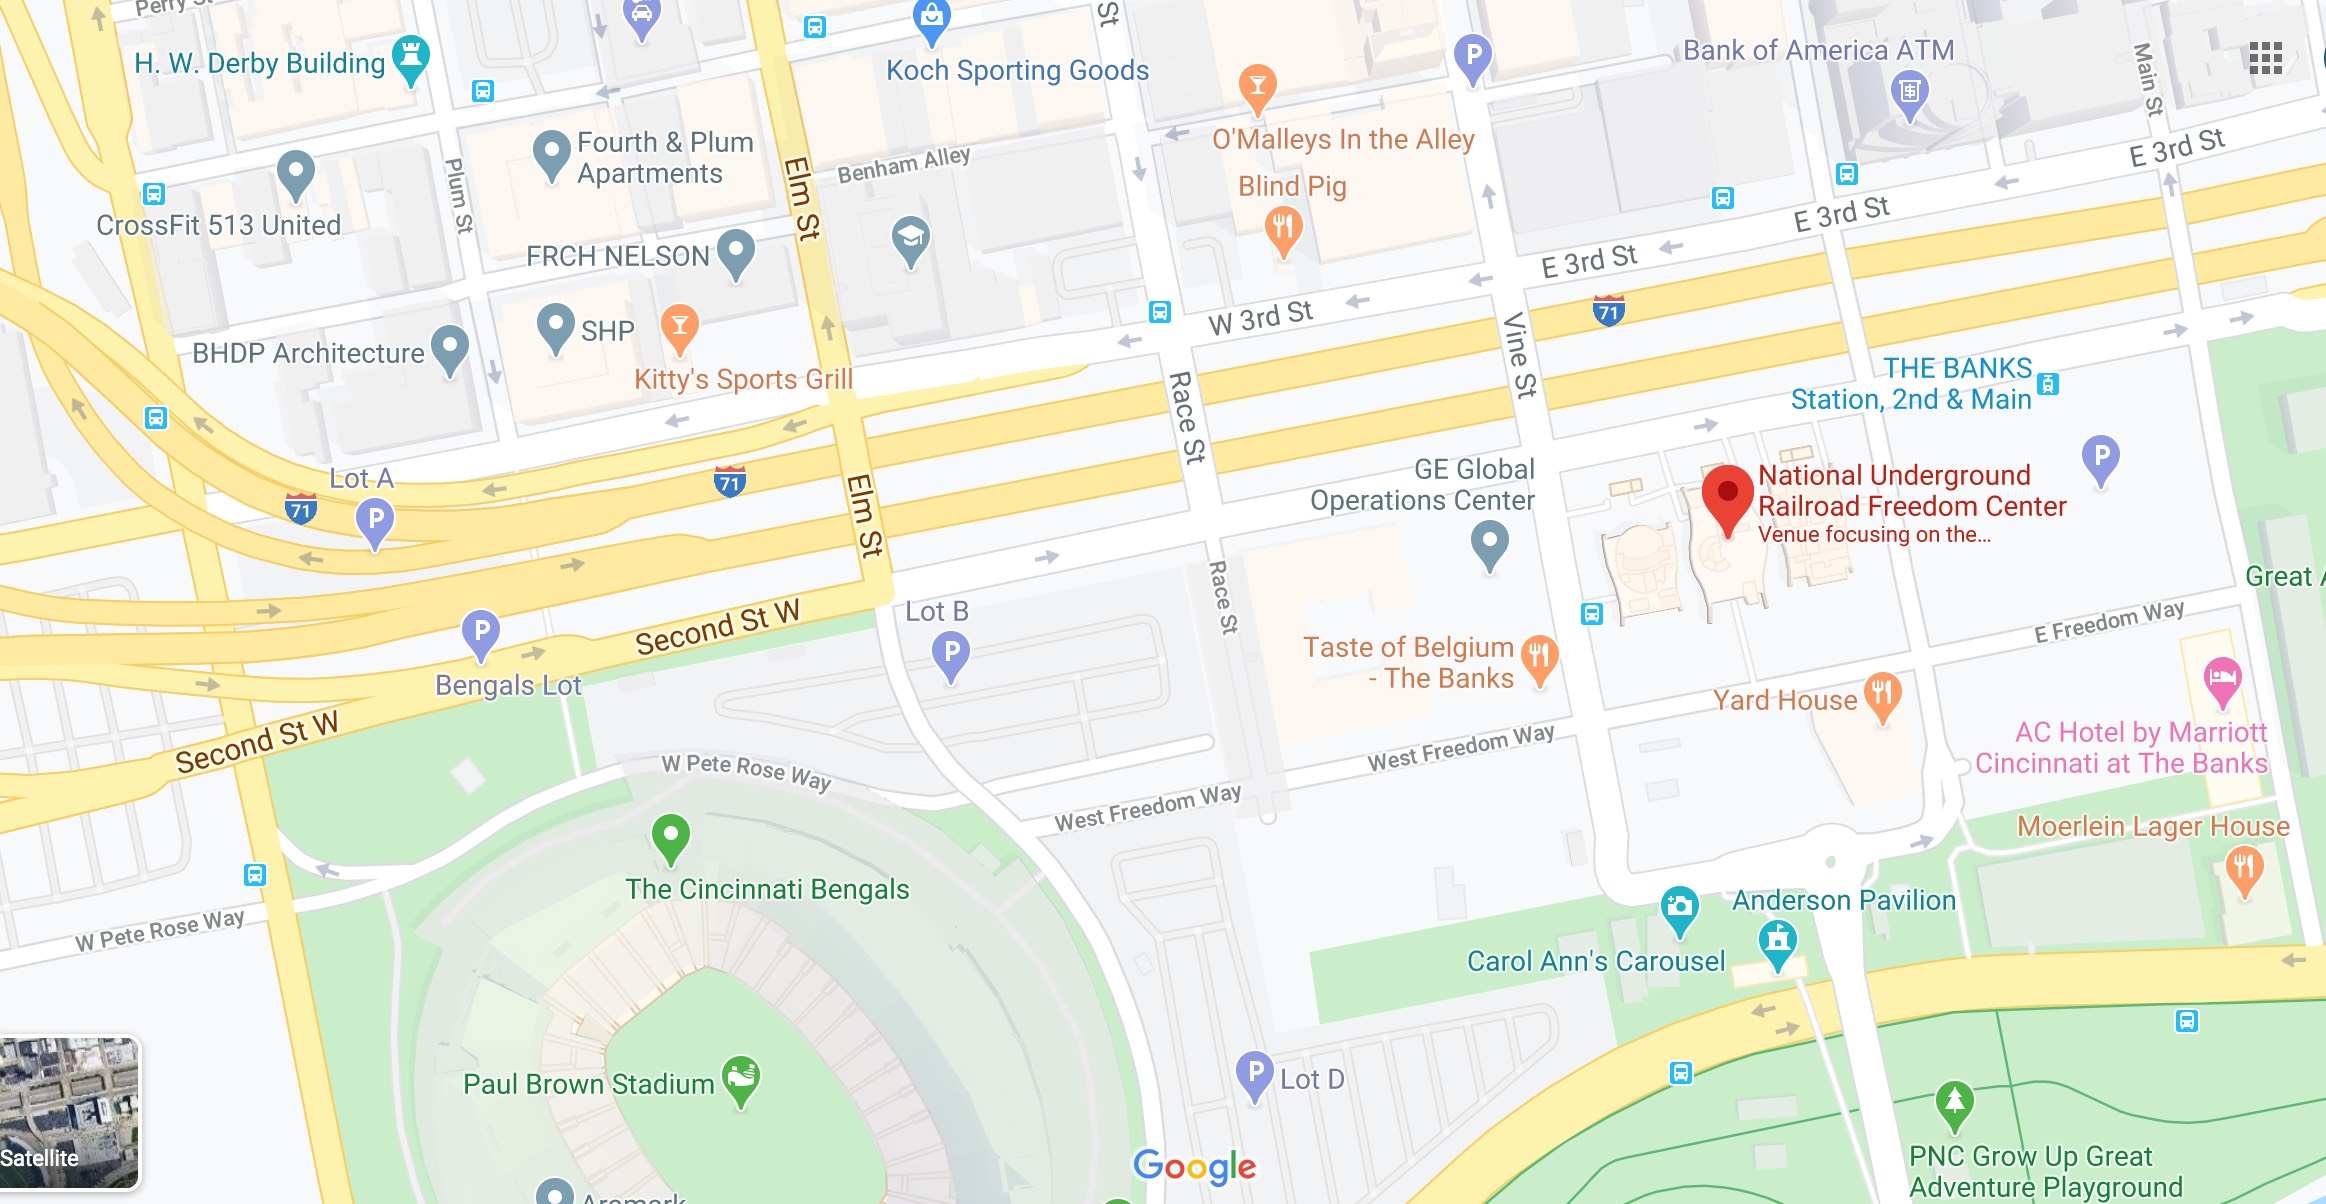 Perry St
H. W. Derby Building
St
Koch Sporting Goods
P
Bank of America ATM
Main St
O'Malleys In the Alley
E 3rd St
Fourth & Plum
Apartments
Benham Alley
Blind Pig
Plum St
Elm St
CrossFit 513 United
E 3rd St
FRCH NELSON
E 3rd St
W 3rd St
71
SHP
BHDP Architecture
Kitty's Sports Grill
Vine St
Race St
THE BANKS
Station, 2nd & Main
Lot A
P
71
71
Elm St
GE Global
Operations Center
National Underground
Railroad Freedom Center
Venue focusing on the...
P
Great
Race St
Lot B
P
Second St W
P
Bengals Lot
E Freedom Way
Taste of Belgium
- The Banks
Yard House
Second St W
AC Hotel by Marriott
Cincinnati at The Banks
West Freedom Way
W Pete Rose Way
West Freedom Way
The Cincinnati Bengals
Moerlein Lager House
Anderson Pavilion
W Pete Rose Way
Carol Ann's Carousel
Paul Brown Stadium
P
Lot D
Satellite
Google
PNC Grow Up Great
Adventure Playground
Aramark